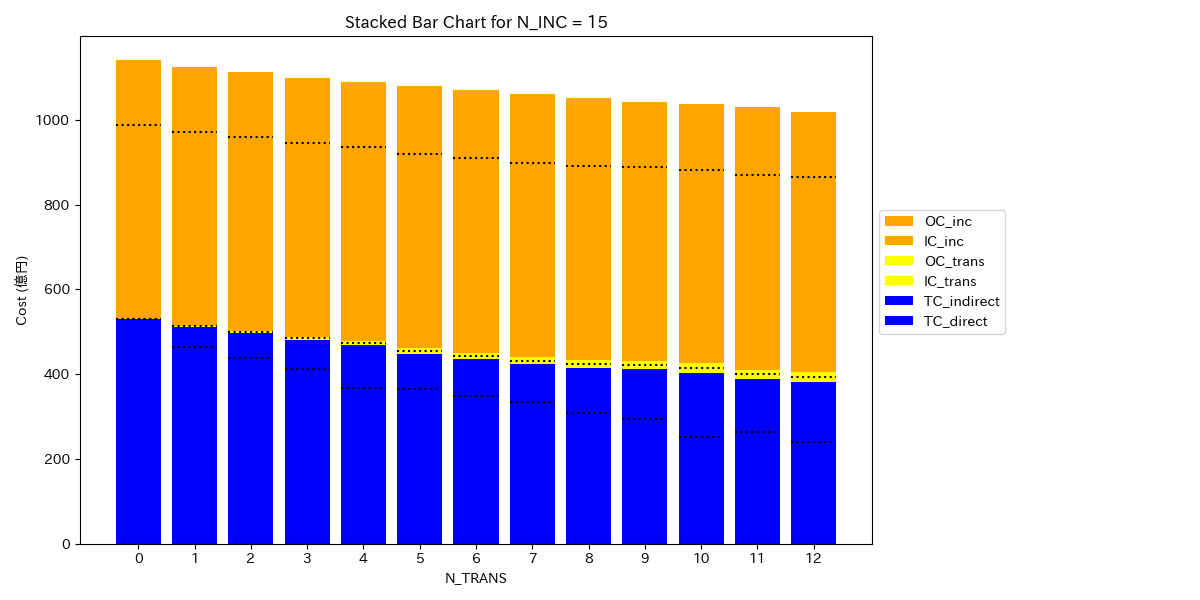 Stacked Bar Chart for N_INC = 15
Cost (億円)
1000
800
600
400
200
0
0 1 2 3 4 5 6 7 8 9 10 11 12
N_TRANS
OC_inc
IC_inc
OC_trans
IC_trans
TC_indirect
TC_direct